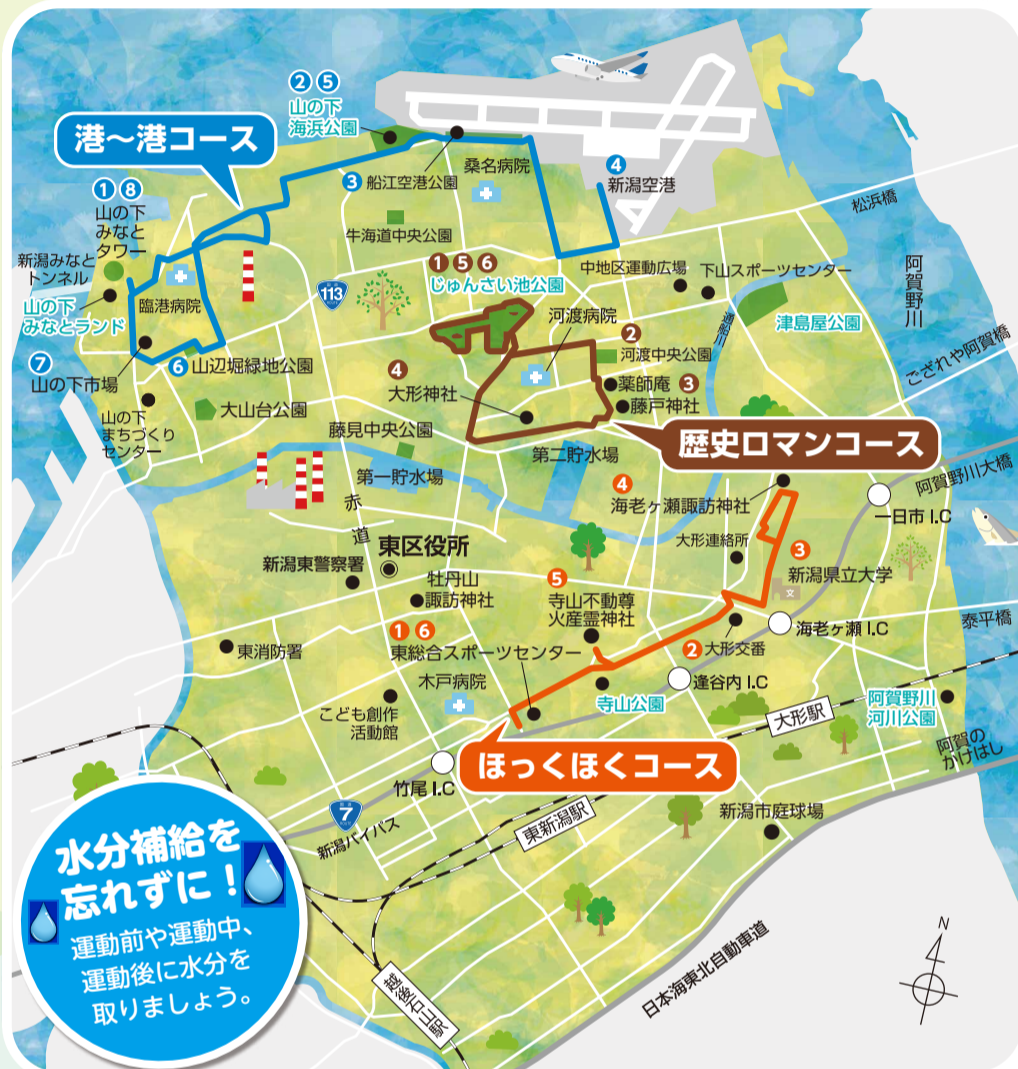 ② ⑤
山の下
海浜公園
港～港コース
桑名病院
③ 船江空港公園
④
新潟空港
松浜橋
① ⑧
山の下
みなと
タワー
牛海道中央公園
新潟みなと
トンネル
① ⑤ ⑥
じゅんさい池公園
中地区運動広場
下山スポーツセンター
阿賀野川
山の下
みなとランド
臨港病院
国道
113
ROUTE
河渡病院
通船川
津島屋公園
②
河渡中央公園
ござれや阿賀橋
⑦
山の下市場
⑥ 山辺堀緑地公園
④
大形神社
薬師庵 ③
藤戸神社
山の下
まちづくり
センター
大山台公園
藤見中央公園
歴史ロマンコース
第二貯水場
第一貯水場
④
海老ヶ瀬諏訪神社
阿賀野川大橋
一日市 I.C
赤道
東区役所
大形連絡所
③
新潟県立大学
文
新潟東警察署
牡丹山
諏訪神社
⑤
寺山不動尊
火産霊神社
泰平橋
海老ヶ瀬 I.C
① ⑥
東総合スポーツセンター
② 大形交番
東消防署
木戸病院
逢谷内 I.C
寺山公園
阿賀野川
河川公園
大形駅
こども創作
活動館
阿賀の
かけはし
ほっくほくコース
竹尾 I.C
国道
7
ROUTE
新潟バイパス
東新潟駅
新潟市庭球場
水分補給を
忘れずに！
運動前や運動中、
運動後に水分を
取りましょう。
越後石山駅
日本海東北自動車道
N